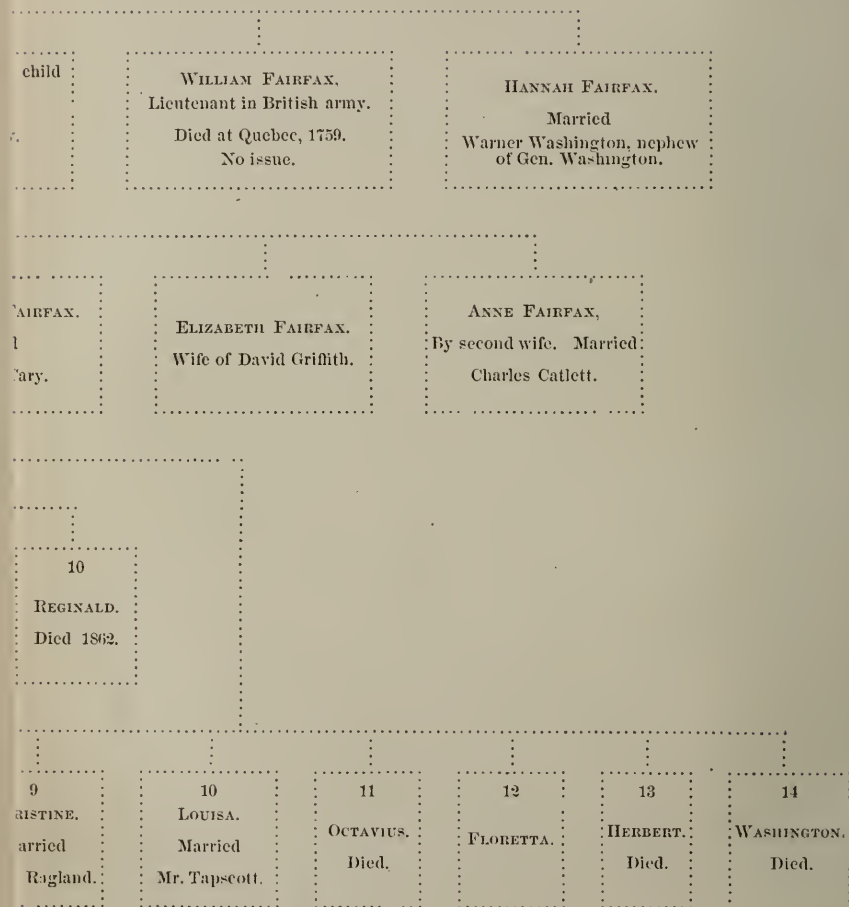 child
WILLIAM FAIRFAX,
Lieutenant in British army.
Died at Quebec, 1759.
No issue.
HANNAH FAIRFAX.
Married
Warner Washington, nephew
of Gen. Washington.
FAIRFAX.
ELIZABETH FAIRFAX.
Wife of David Griffith.
ANNE FAIRFAX,
By second wife. Married
Charles Catlett.
10
REGINALD.
Died 1862.
9
RISTINE.
arried
Ragland.
10
LOUISA.
Married
Mr. Tapscott.
11
OCTAVIUS.
Died.
12
FLORETTA.
13
HERBERT.
Died.
14
WASHINGTON.
Died.